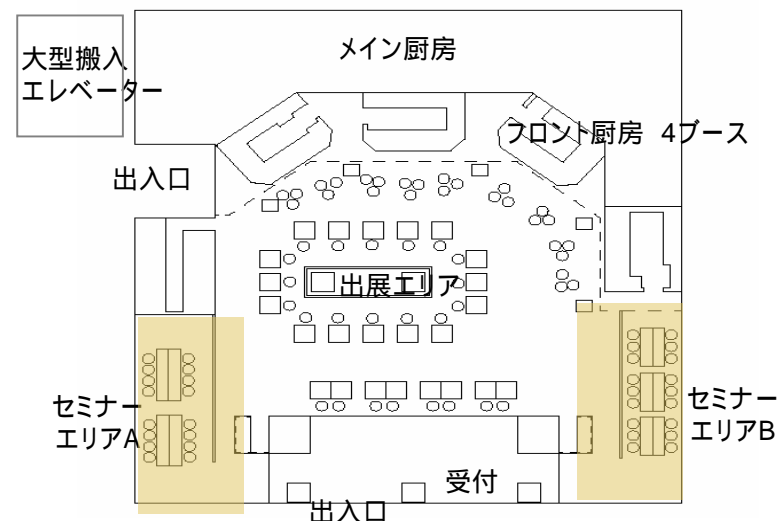 大型搬入
エレベーター
メイン厨房
フロント厨房　4ブース
出入口
出展エリア
セミナー
エリアA
セミナー
エリアB
受付
出入口